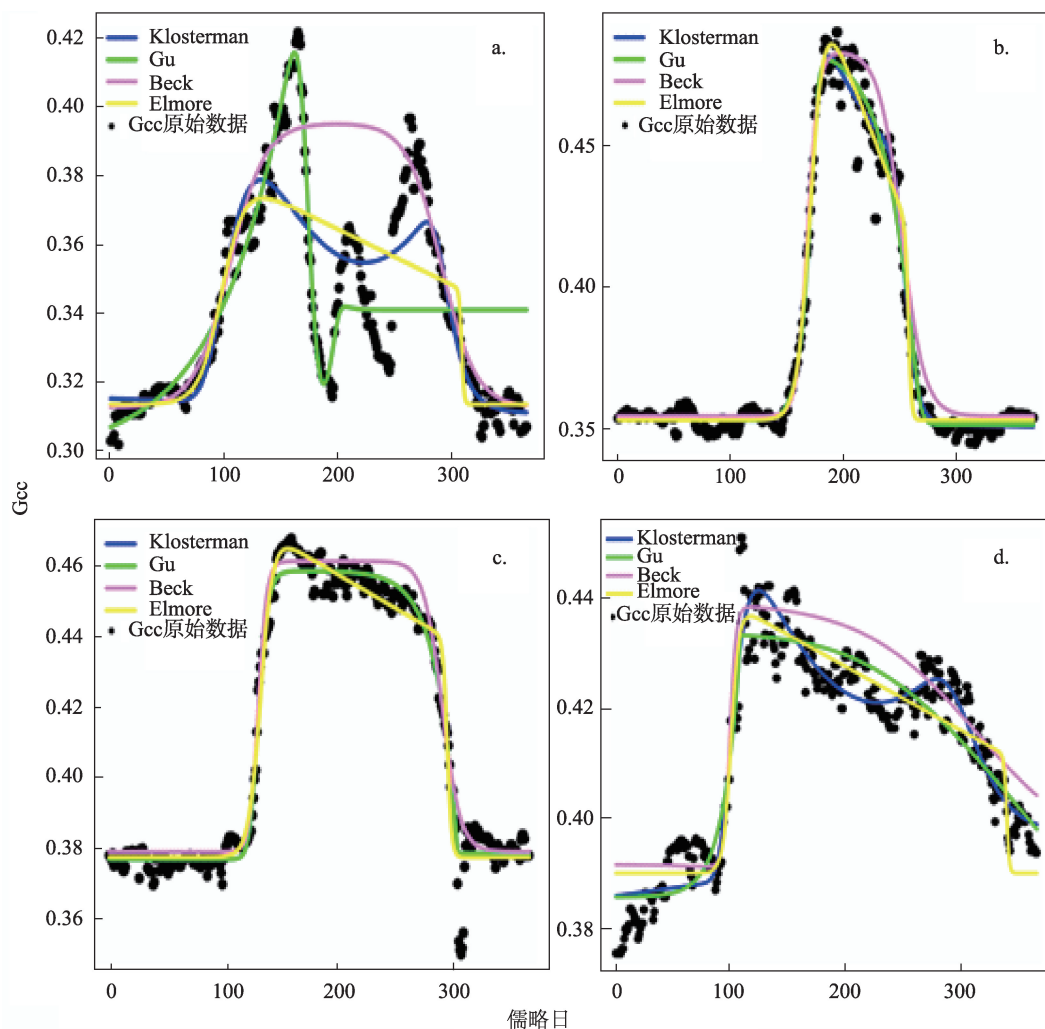 a.
Klosterman
Gu
Beck
Elmore
Gcc原始数据
0.42
0.40
0.38
0.36
0.34
0.32
0.30
0 100 200 300
b.
Klosterman
Gu
Beck
Elmore
Gcc原始数据
0.45
0.40
0.35
0 100 200 300
Gcc
c.
Klosterman
Gu
Beck
Elmore
Gcc原始数据
0.46
0.44
0.42
0.40
0.38
0.36
0 100 200 300
d.
Klosterman
Gu
Beck
Elmore
Gcc原始数据
0.44
0.42
0.40
0.38
0 100 200 300
儒略日